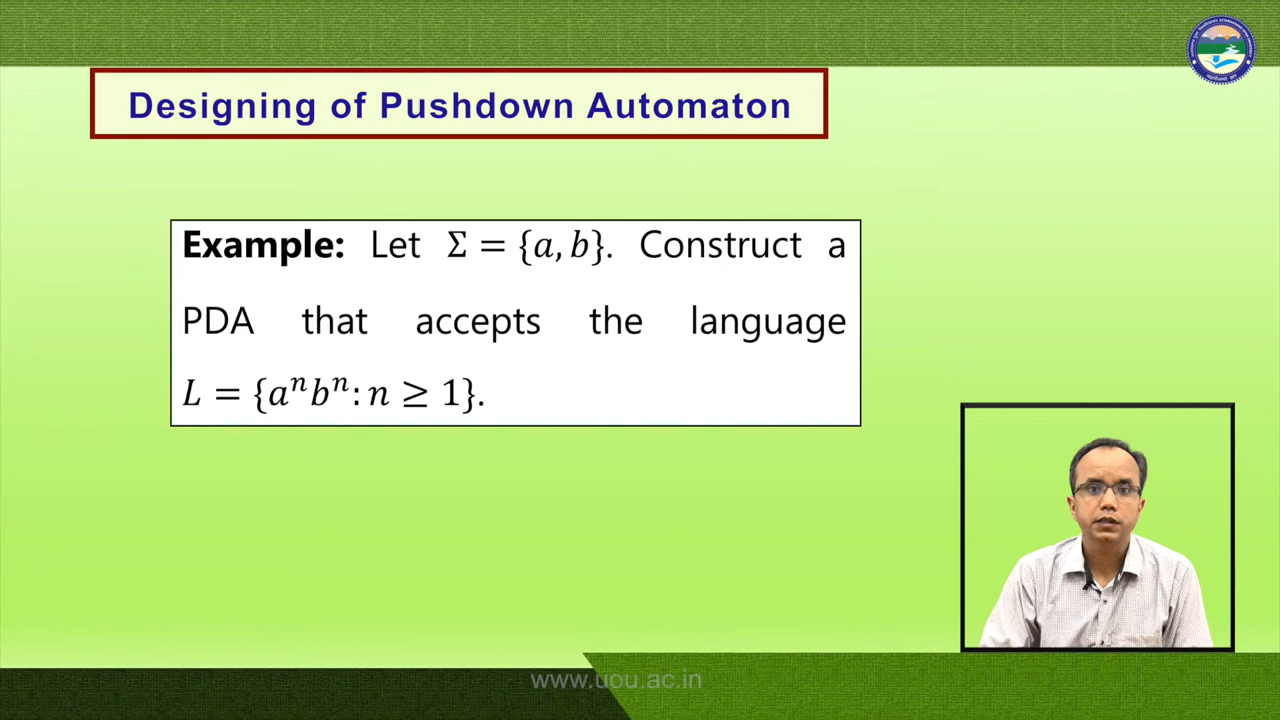 Designing of Pushdown Automaton
Example: Let Σ = {a, b}. Construct a
PDA that accepts the language
L = {aⁿbⁿ: n ≥ 1}.
www.uou.ac.in